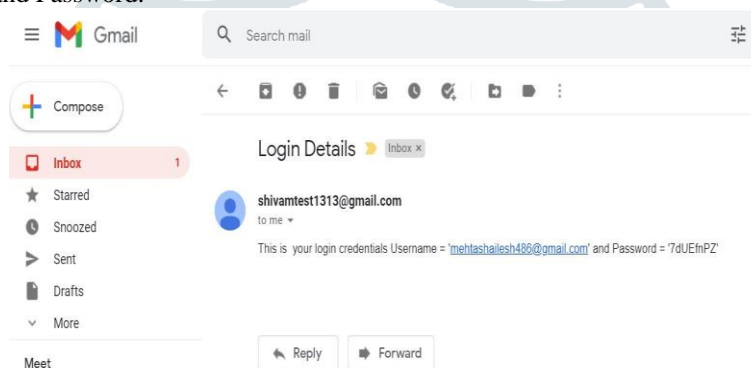 and Password.
Gmail
Search mail
Compose
Login Details Inbox ×
Inbox 1
Starred
Snoozed
Sent
Drafts
More
Meet
shivamtest1313@gmail.com
to me
This is your login credentials Username = 'mehtashailesh486@gmail.com' and Password = '7dUEfnPZ'
Reply
Forward